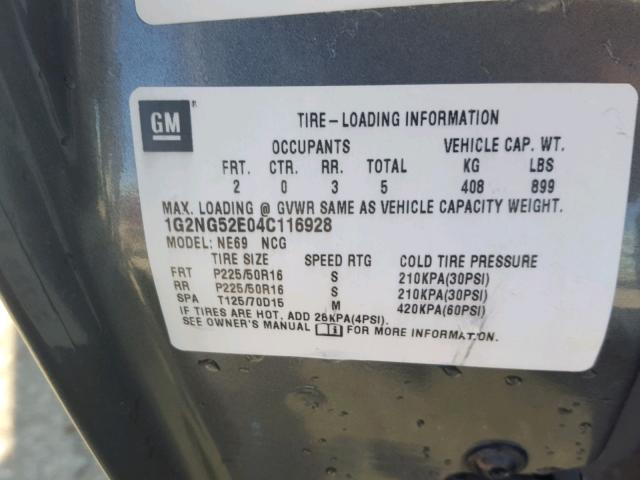 GM ®
TIRE-LOADING INFORMATION
OCCUPANTS VEHICLE CAP. WT.
FRT. CTR. RR. TOTAL KG LBS
2 0 3 5 408 899
MAX. LOADING @ GVWR SAME AS VEHICLE CAPACITY WEIGHT.
1G2NG52E04C116928
MODEL: NE69 NCG
TIRE SIZE SPEED RTG COLD TIRE PRESSURE
FRT P225/50R16 S 210KPA(30PSI)
RR P225/50R16 S 210KPA(30PSI)
SPA T125/70D15 M 420KPA(60PSI)
IF TIRES ARE HOT, ADD 28KPA(4PSI).
SEE OWNER'S MANUAL i FOR MORE INFORMATION.